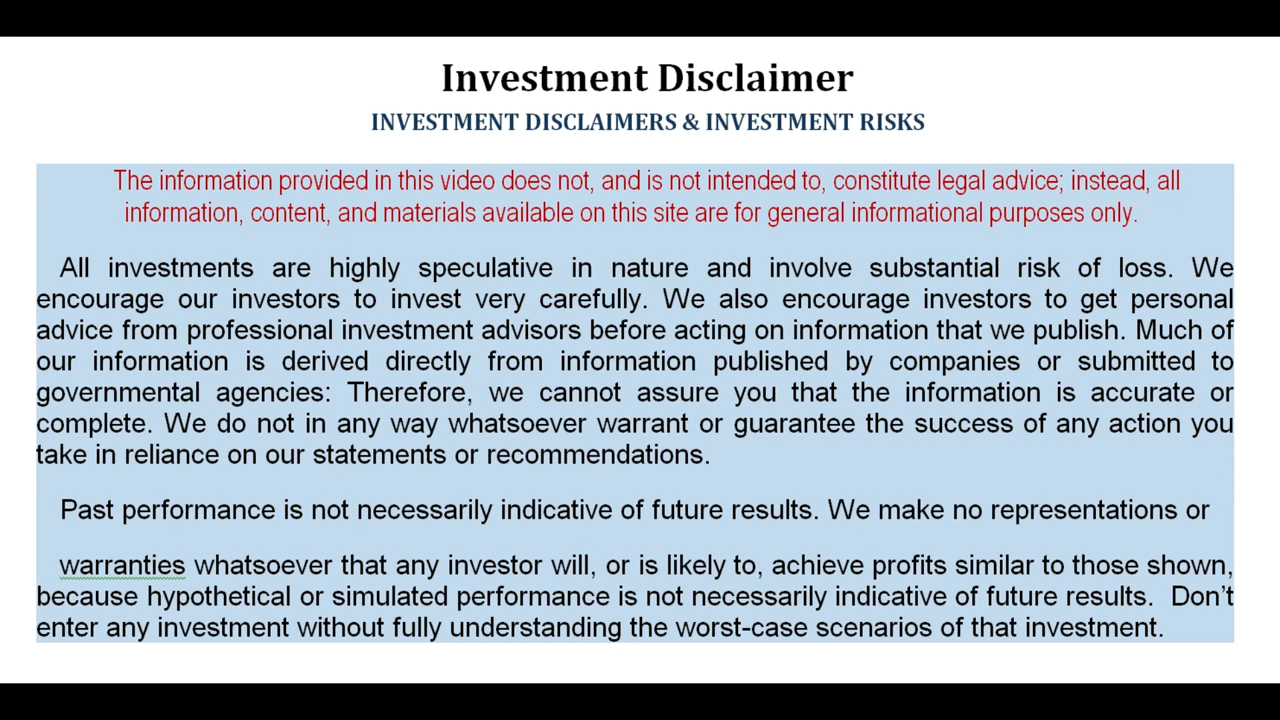 Investment Disclaimer
INVESTMENT DISCLAIMERS & INVESTMENT RISKS
The information provided in this video does not, and is not intended to, constitute legal advice; instead, all
information, content, and materials available on this site are for general informational purposes only.
All investments are highly speculative in nature and involve substantial risk of loss. We
encourage our investors to invest very carefully. We also encourage investors to get personal
advice from professional investment advisors before acting on information that we publish. Much of
our information is derived directly from information published by companies or submitted to
governmental agencies: Therefore, we cannot assure you that the information is accurate or
complete. We do not in any way whatsoever warrant or guarantee the success of any action you
take in reliance on our statements or recommendations.
Past performance is not necessarily indicative of future results. We make no representations or
warranties whatsoever that any investor will, or is likely to, achieve profits similar to those shown,
because hypothetical or simulated performance is not necessarily indicative of future results.  Don’t
enter any investment without fully understanding the worst-case scenarios of that investment.